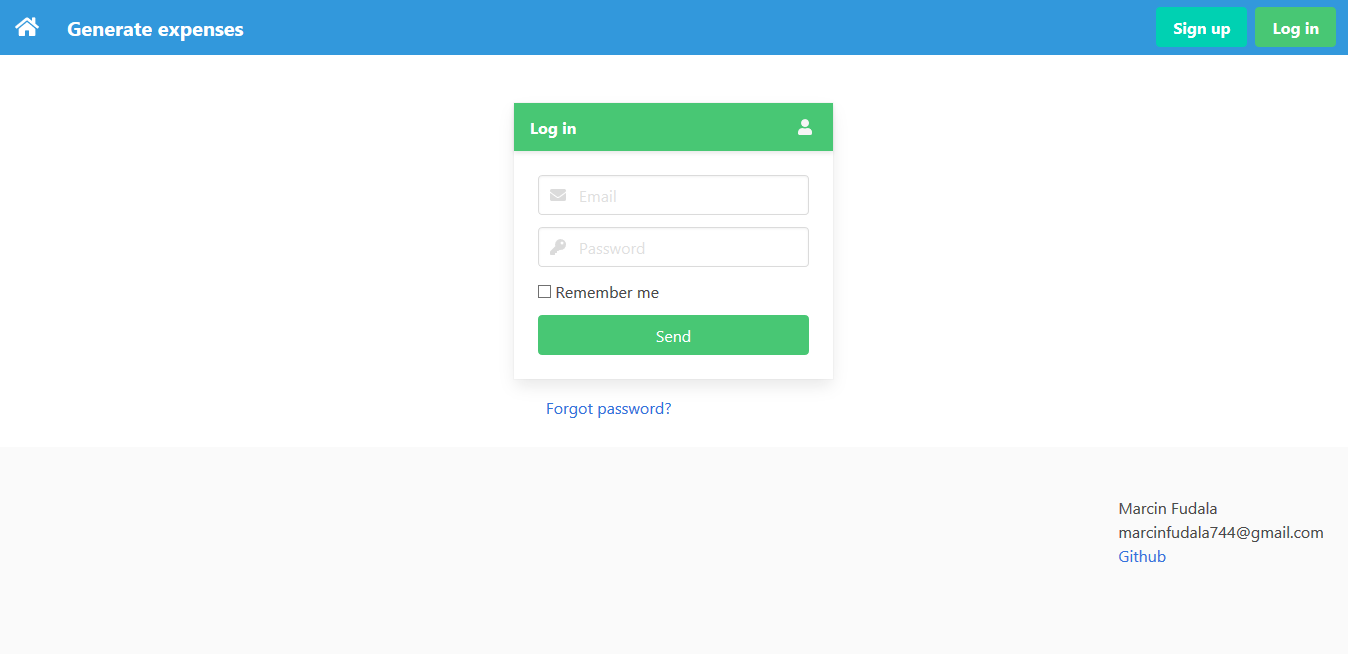 Generate expenses
Sign up
Log in
Log in
Email
Password
Remember me
Send
Forgot password?
Marcin Fudala
marcinfudala744@gmail.com
Github